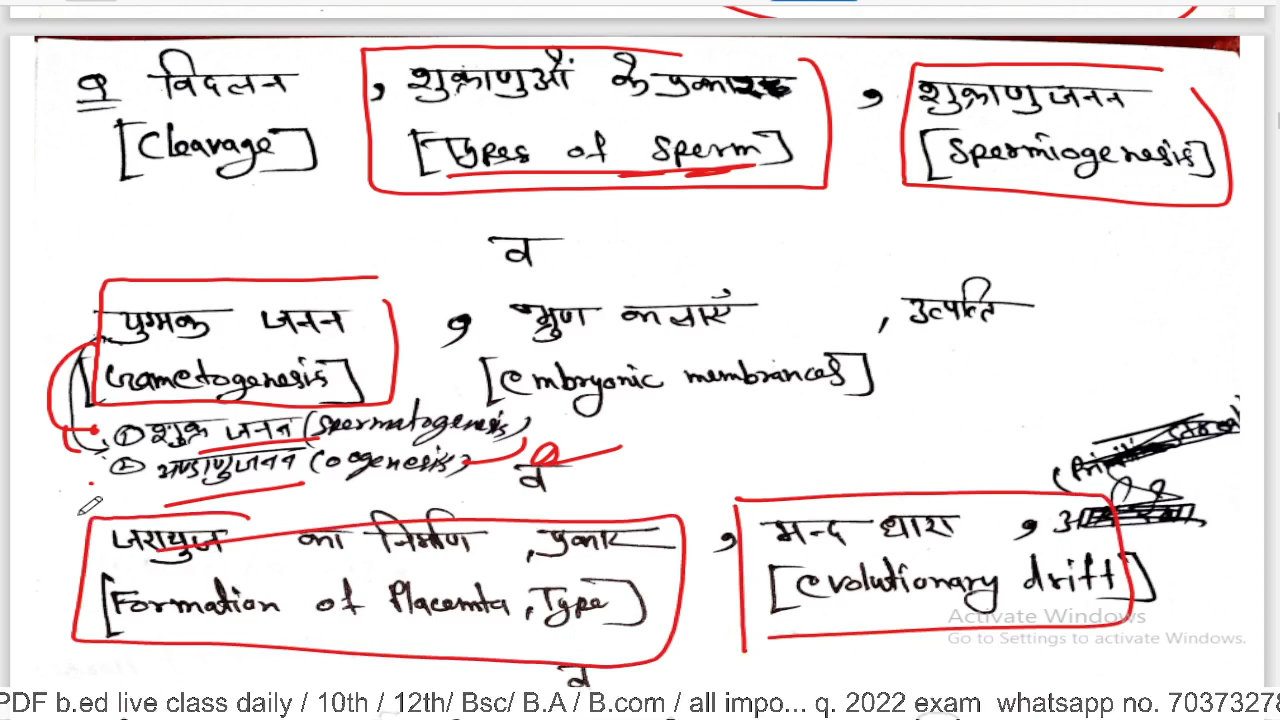 Q विदलन , शुक्राणुओं के प्रकार , शुक्राणुजनन
[Cleavage] [Types of Sperm] [Spermiogenesis]
व
युग्मक जनन , भ्रुण कलाएँ , उत्पत्ति
[Gametogenesis] [embryonic membranes]
① शुक्र जनन (Spermatogenesis)
② अण्डाणुजनन (oogenesis)
व
जरायुज का निर्माण , प्रकार , मन्द धारा ,
[Formation of Placenta, Type] [evolutionary drift]
व
Activate Windows
Go to Settings to activate Windows.
PDF b.ed live class daily / 10th / 12th/ Bsc/ B.A / B.com / all impo... q. 2022 exam whatsapp no. 70373278